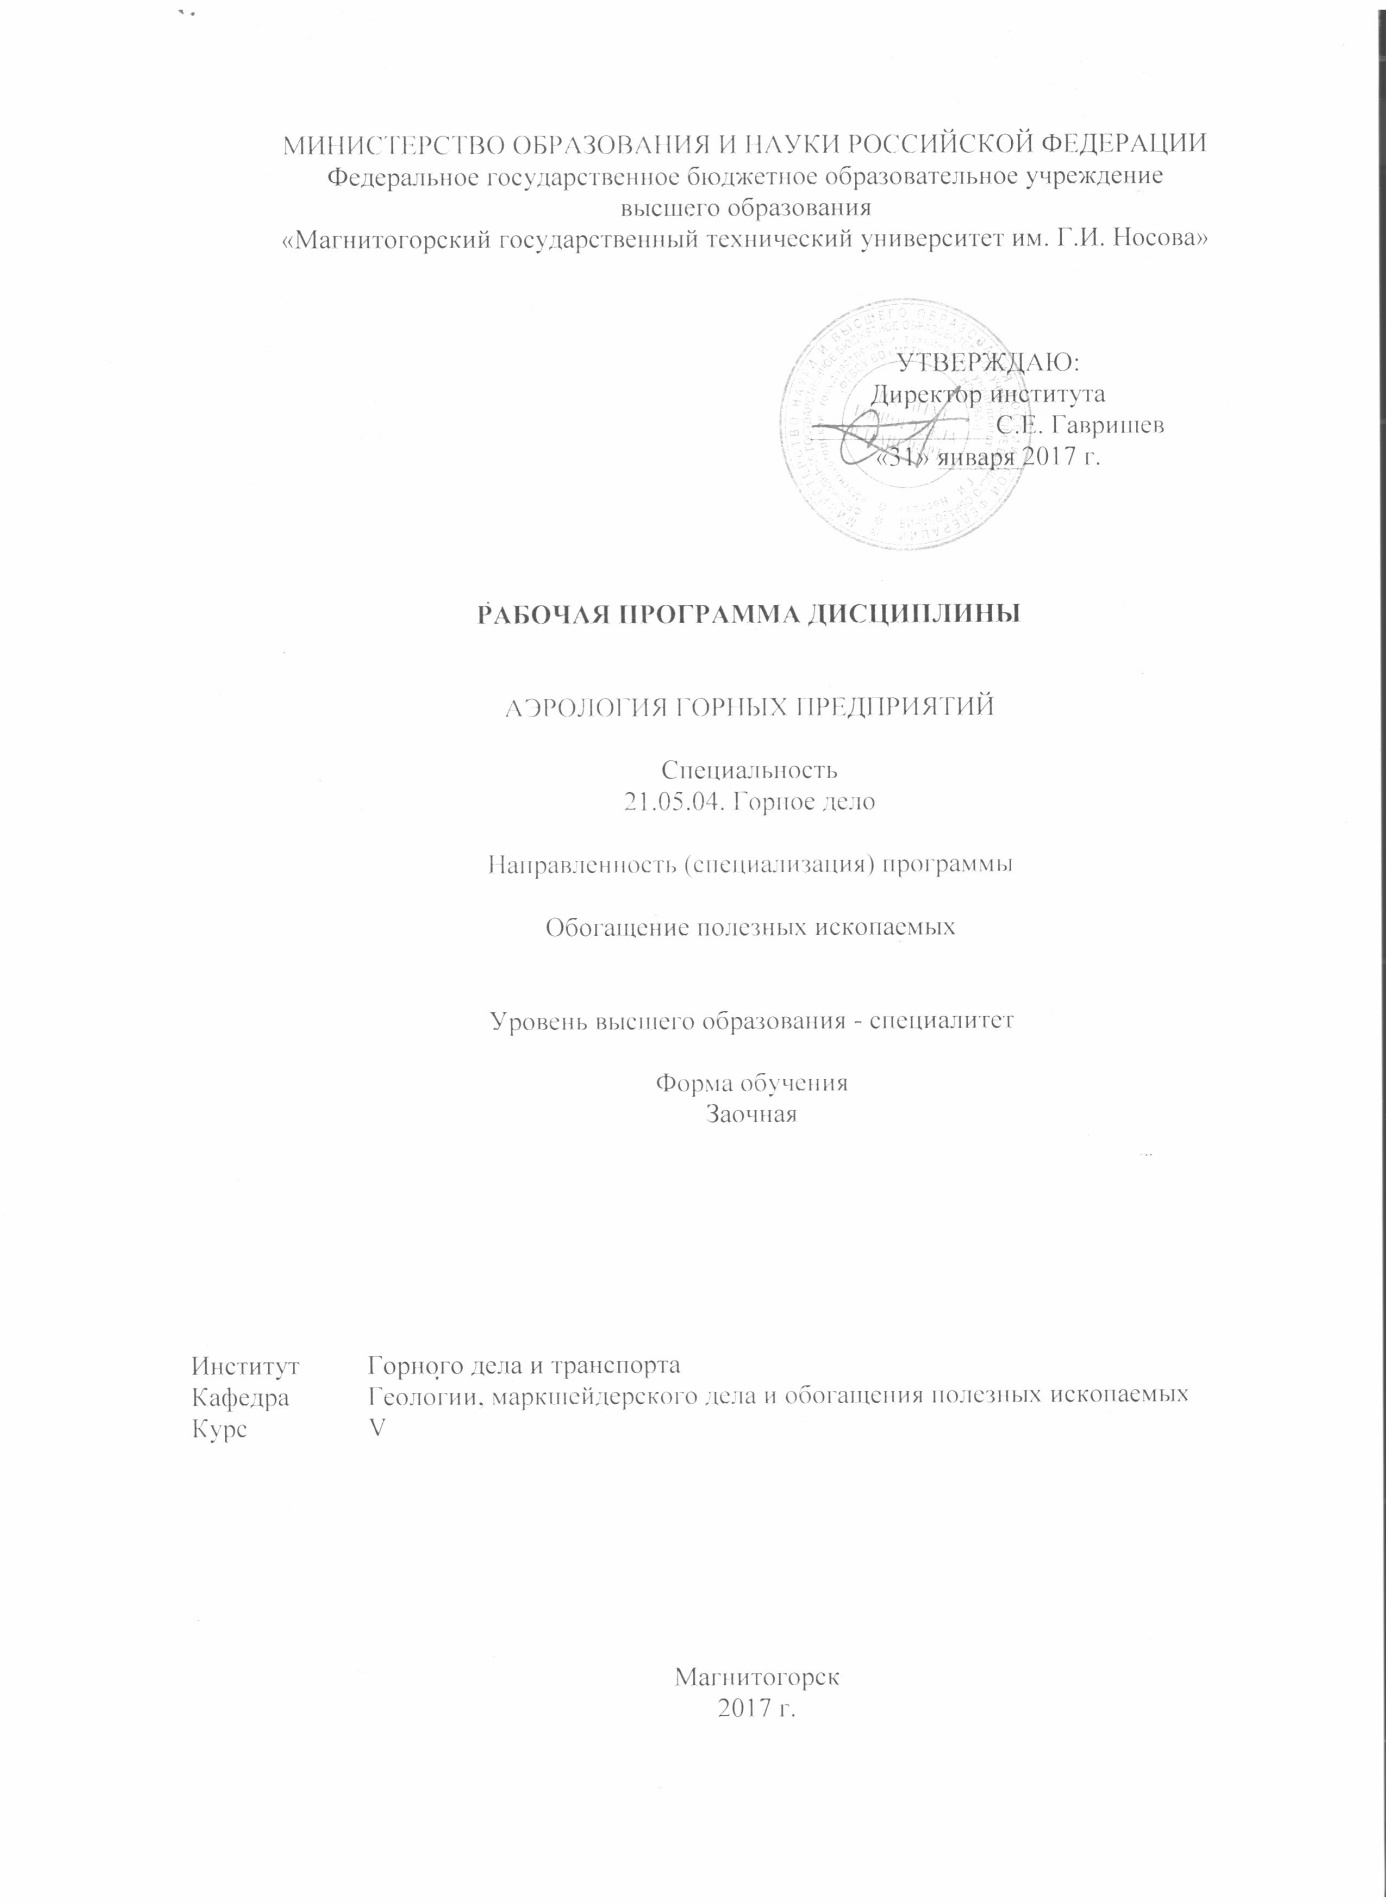 МИНИСТЕРСТВО ОБРАЗОВАНИЯ И НАУКИ РОССИЙСКОЙ ФЕДЕРАЦИИ
Федеральное государственное бюджетное образовательное учреждение
высшего образования
«Магнитогорский государственный технический университет им. Г.И. Носова»
УТВЕРЖДАЮ:
Директор института
С.Е. Гавришев
«31» января 2017 г.
РАБОЧАЯ ПРОГРАММА ДИСЦИПЛИНЫ
АЭРОЛОГИЯ ГОРНЫХ ПРЕДПРИЯТИЙ
Специальность
21.05.04. Горное дело
Направленность (специализация) программы
Обогащение полезных ископаемых
Уровень высшего образования - специалитет
Форма обучения
Заочная
Институт Горного дела и транспорта
Кафедра Геологии, маркшейдерского дела и обогащения полезных ископаемых
Курс V
Магнитогорск
2017 г.